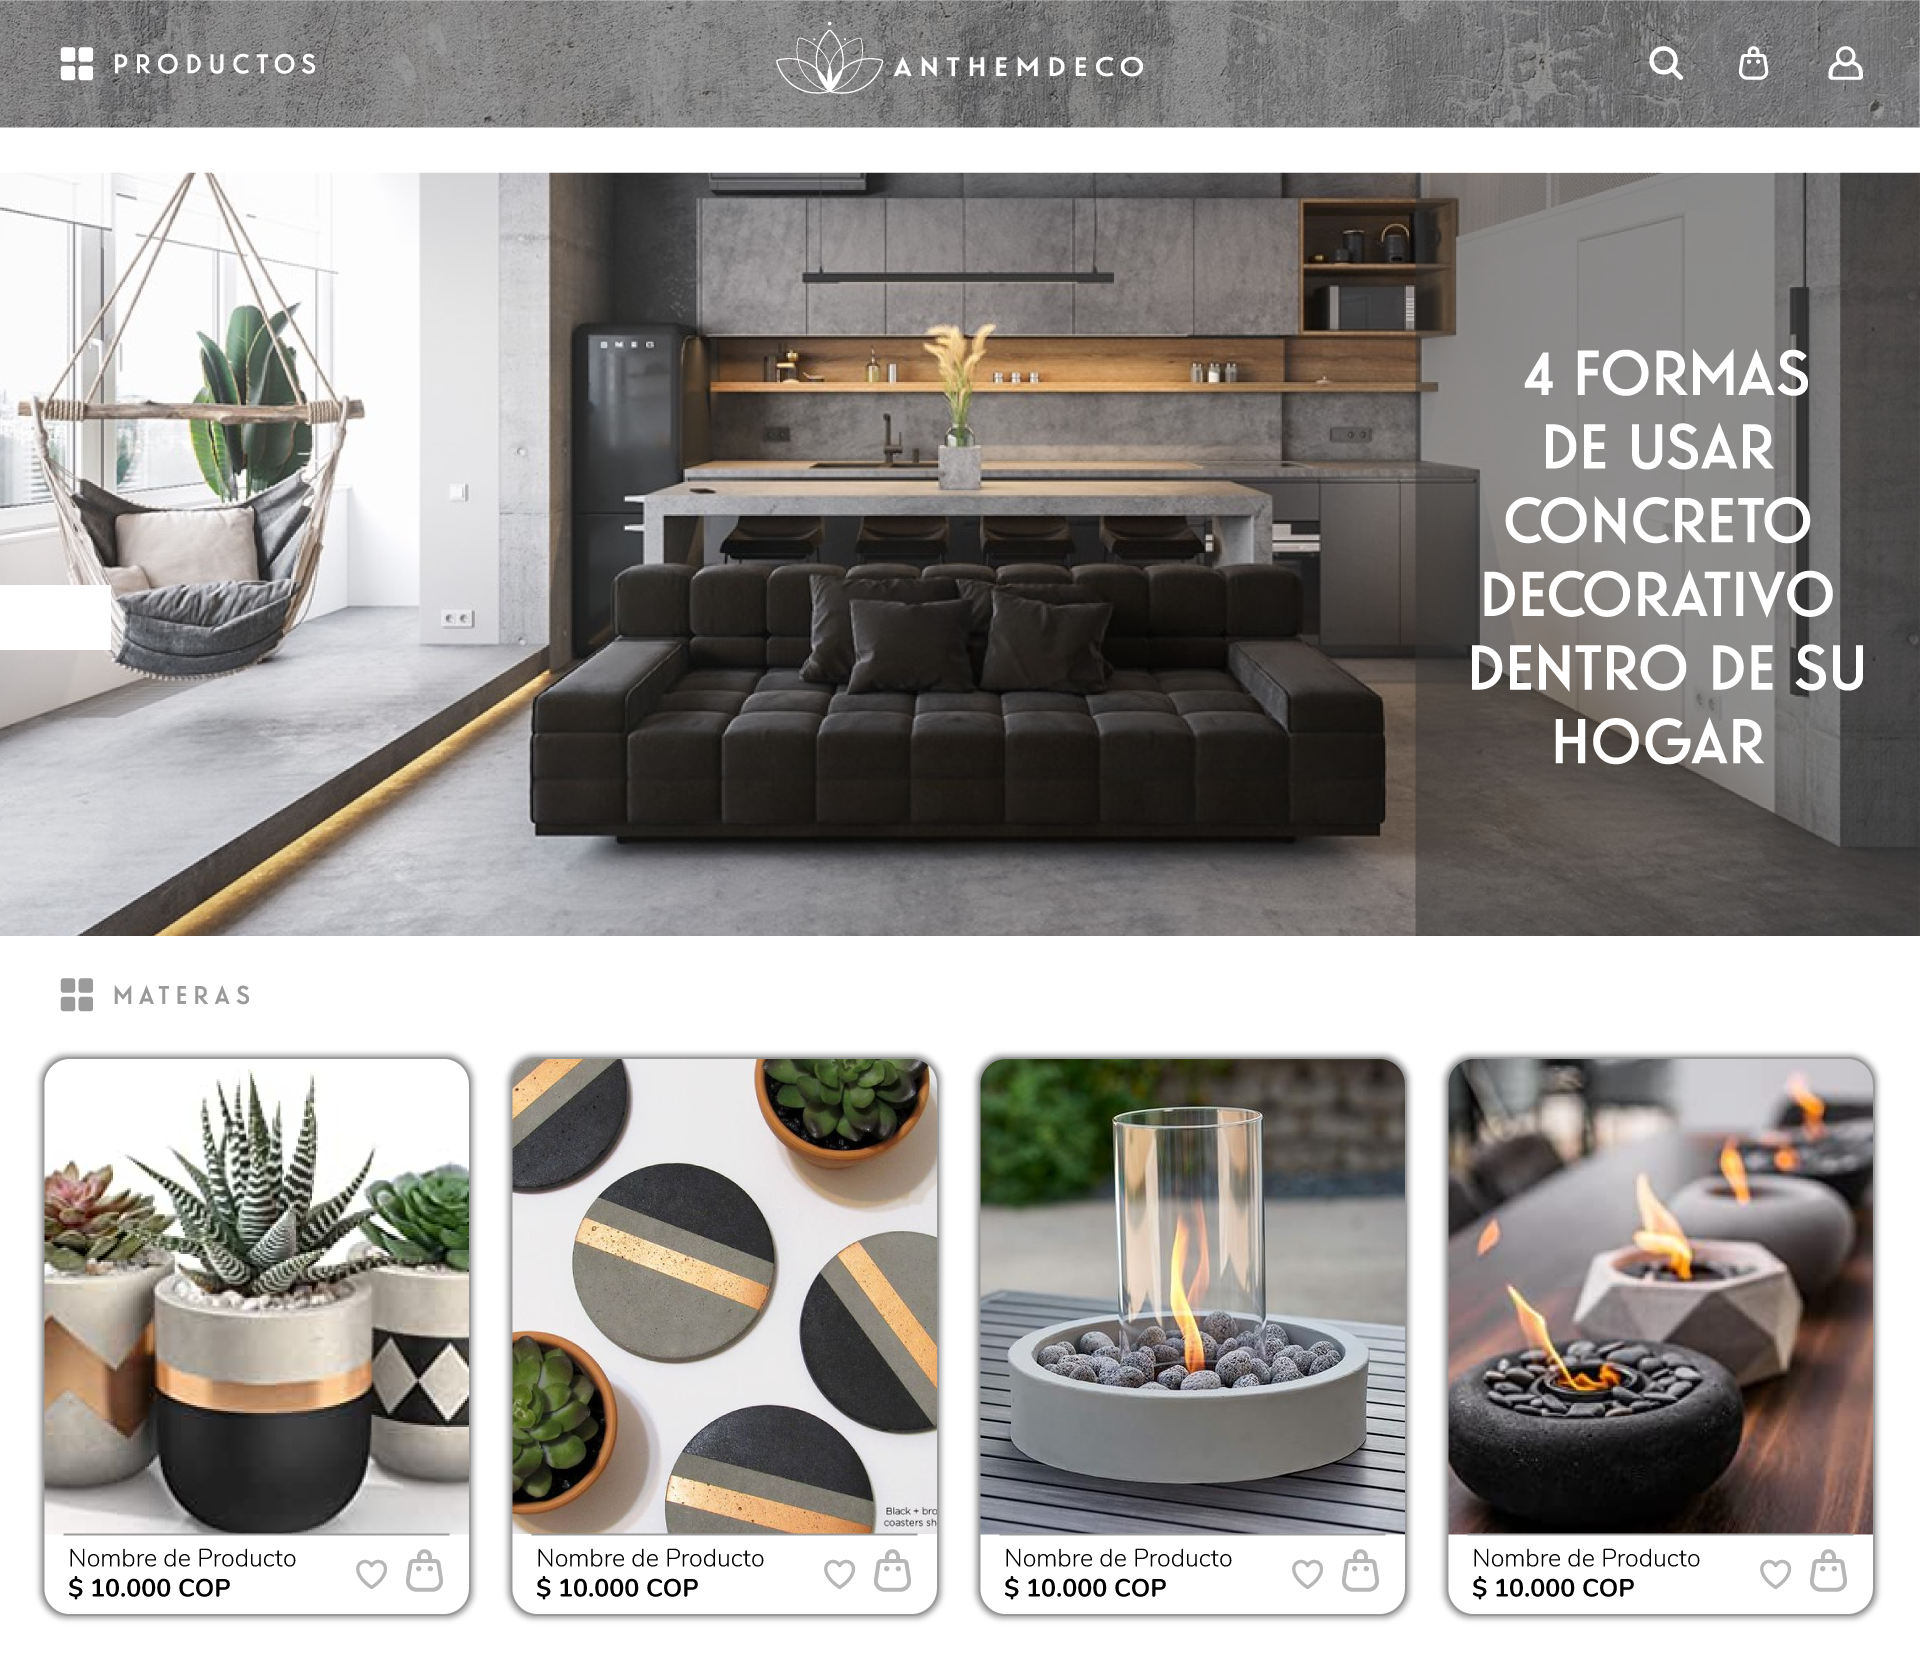 PRODUCTOS
ANTHEMDECO
SMEG
4 FORMAS
DE USAR
CONCRETO
DECORATIVO
DENTRO DE SU
HOGAR
MATERAS
Black + bro
coasters sh
Nombre de Producto
$ 10.000 COP
Nombre de Producto
$ 10.000 COP
Nombre de Producto
$ 10.000 COP
Nombre de Producto
$ 10.000 COP